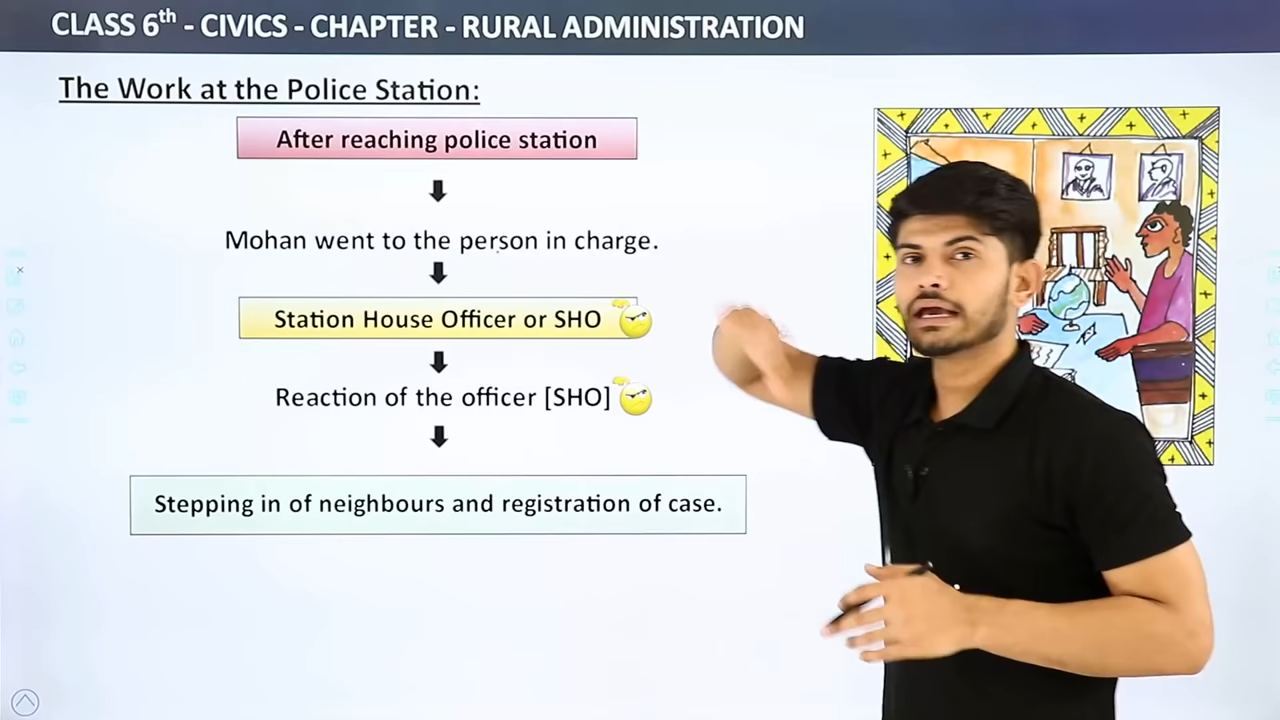 CLASS 6th - CIVICS - CHAPTER - RURAL ADMINISTRATION
The Work at the Police Station:
After reaching police station
Mohan went to the person in charge.
Station House Officer or SHO
Reaction of the officer [SHO]
Stepping in of neighbours and registration of case.